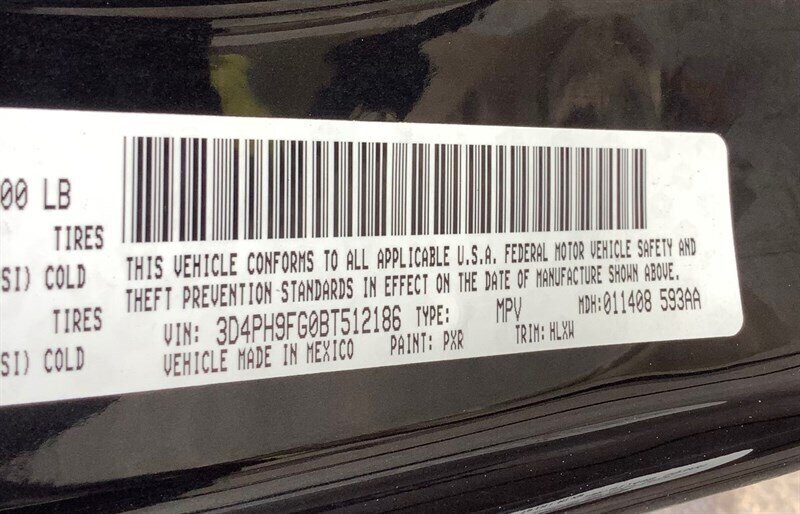 00 LB
TIRES
SI) COLD
TIRES
SI) COLD
THIS VEHICLE CONFORMS TO ALL APPLICABLE U.S.A. FEDERAL MOTOR VEHICLE SAFETY AND
THEFT PREVENTION STANDARDS IN EFFECT ON THE DATE OF MANUFACTURE SHOWN ABOVE.
VIN: 3D4PH9FG0BT512186 TYPE: MPV MDH:011408 593AA
VEHICLE MADE IN MEXICO PAINT: PXR TRIM:HLXW